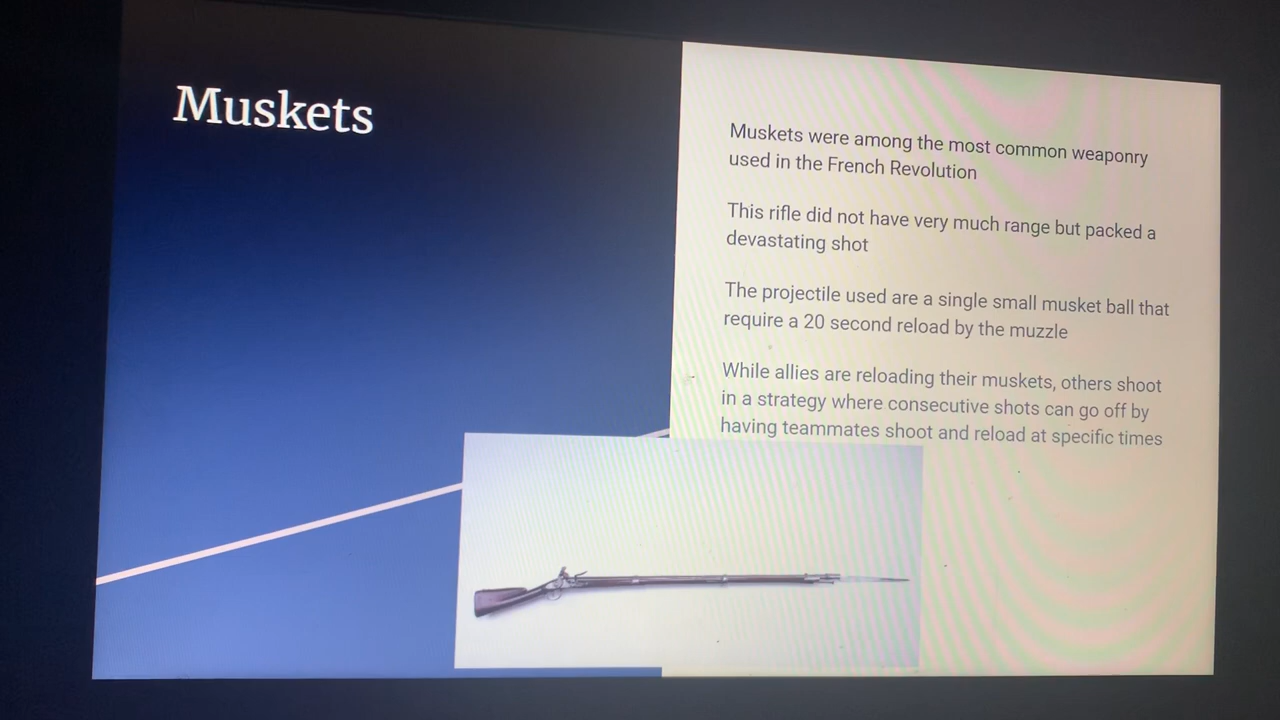 Muskets
Muskets were among the most common weaponry
used in the French Revolution
This rifle did not have very much range but packed a
devastating shot
The projectile used are a single small musket ball that
require a 20 second reload by the muzzle
While allies are reloading their muskets, others shoot
in a strategy where consecutive shots can go off by
having teammates shoot and reload at specific times